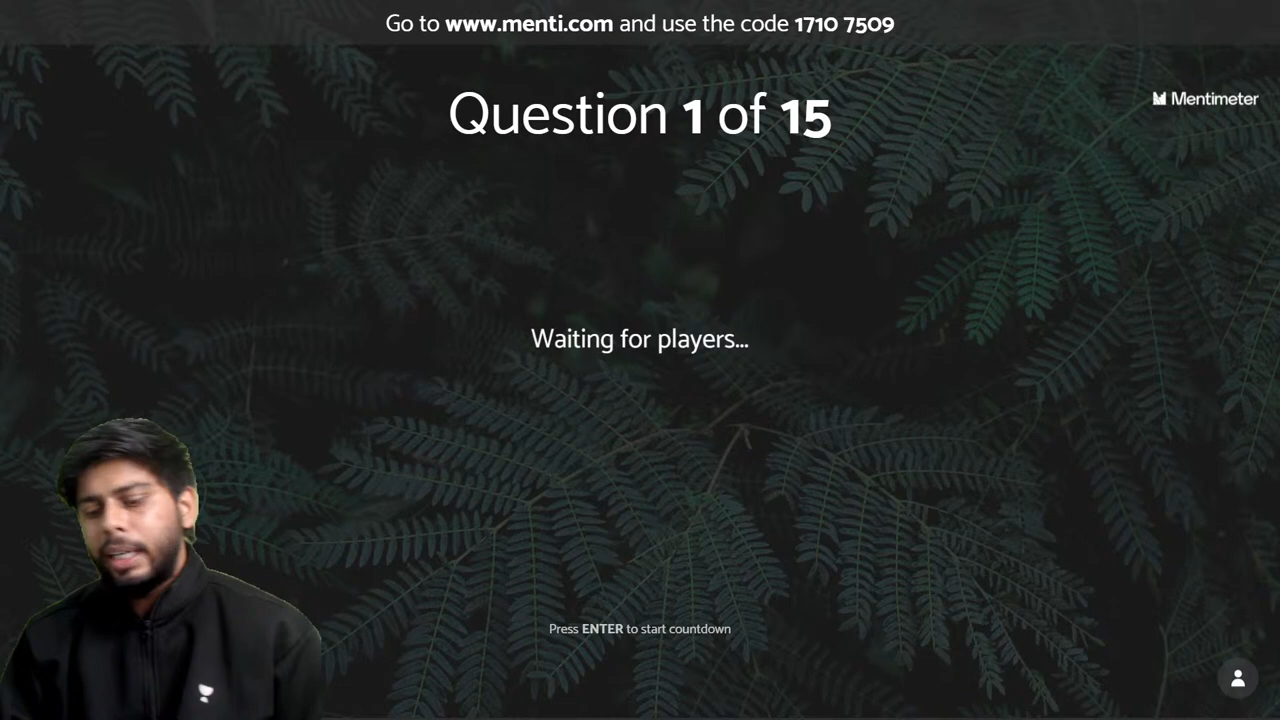 Go to www.menti.com and use the code 1710 7509
Mentimeter
Question 1 of 15
Waiting for players...
Press ENTER to start countdown